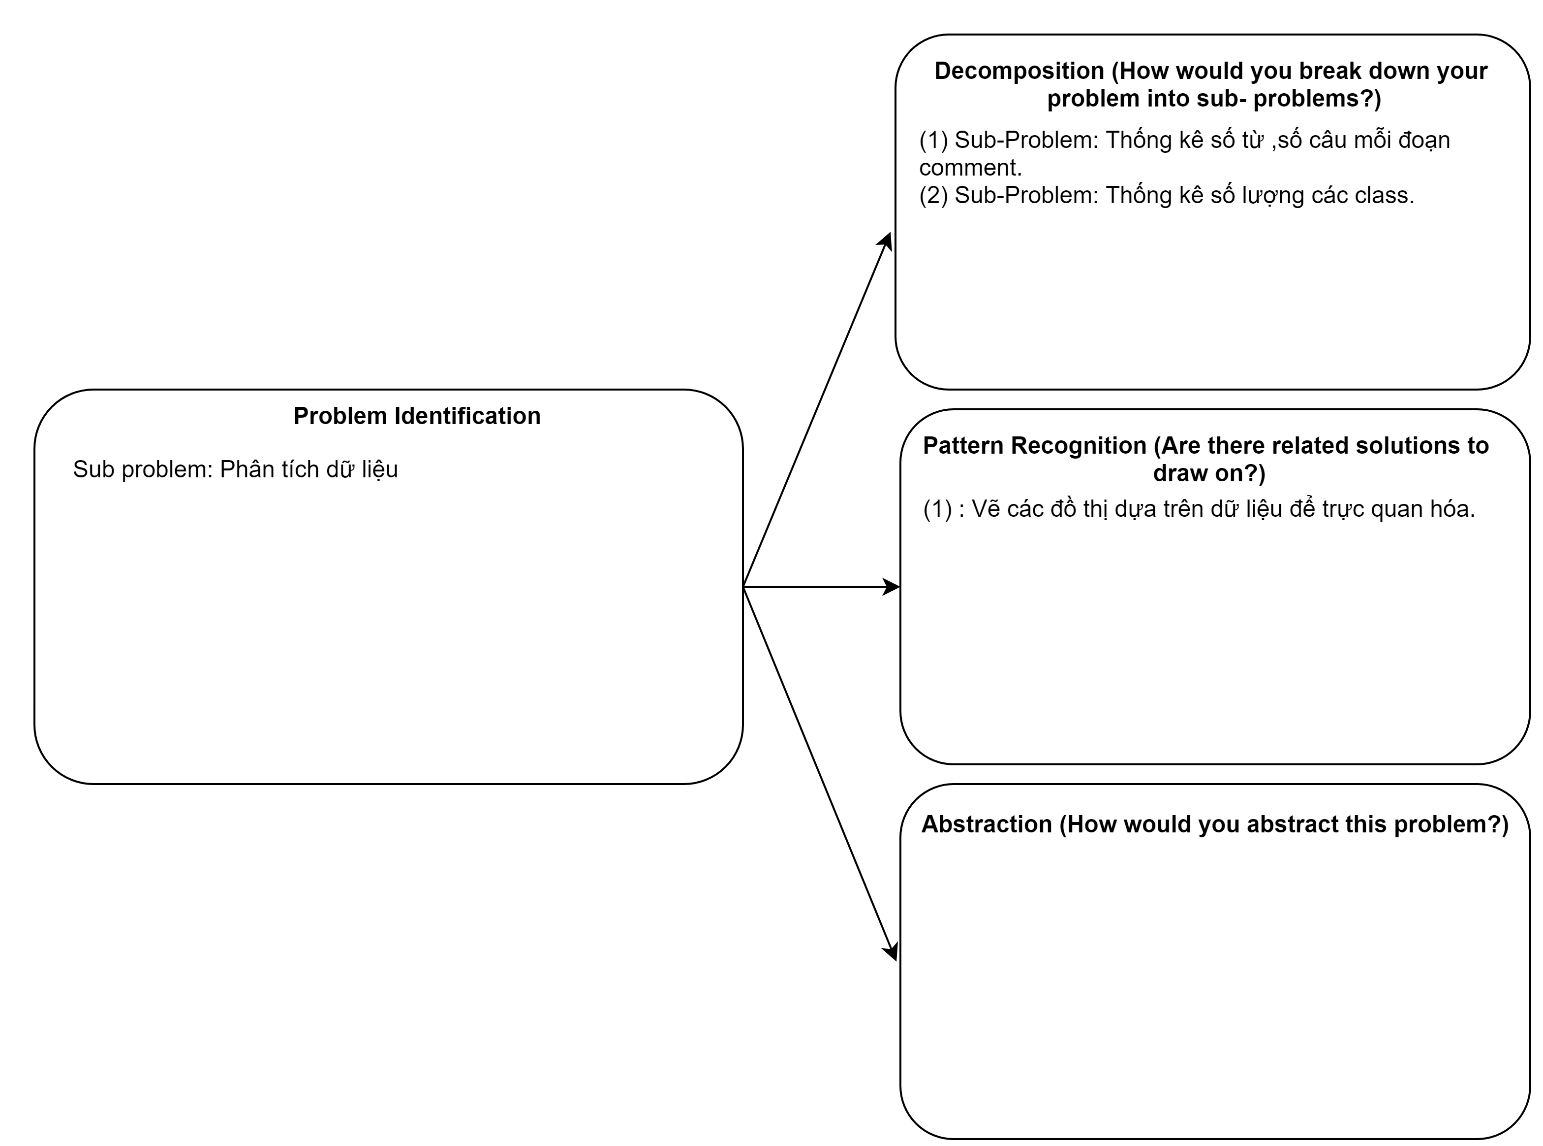 Decomposition (How would you break down your
problem into sub- problems?)
(1) Sub-Problem: Thống kê số từ ,số câu mỗi đoạn
comment.
(2) Sub-Problem: Thống kê số lượng các class.
Problem Identification
Sub problem: Phân tích dữ liệu
Pattern Recognition (Are there related solutions to
draw on?)
(1) : Vẽ các đồ thị dựa trên dữ liệu để trực quan hóa.
Abstraction (How would you abstract this problem?)